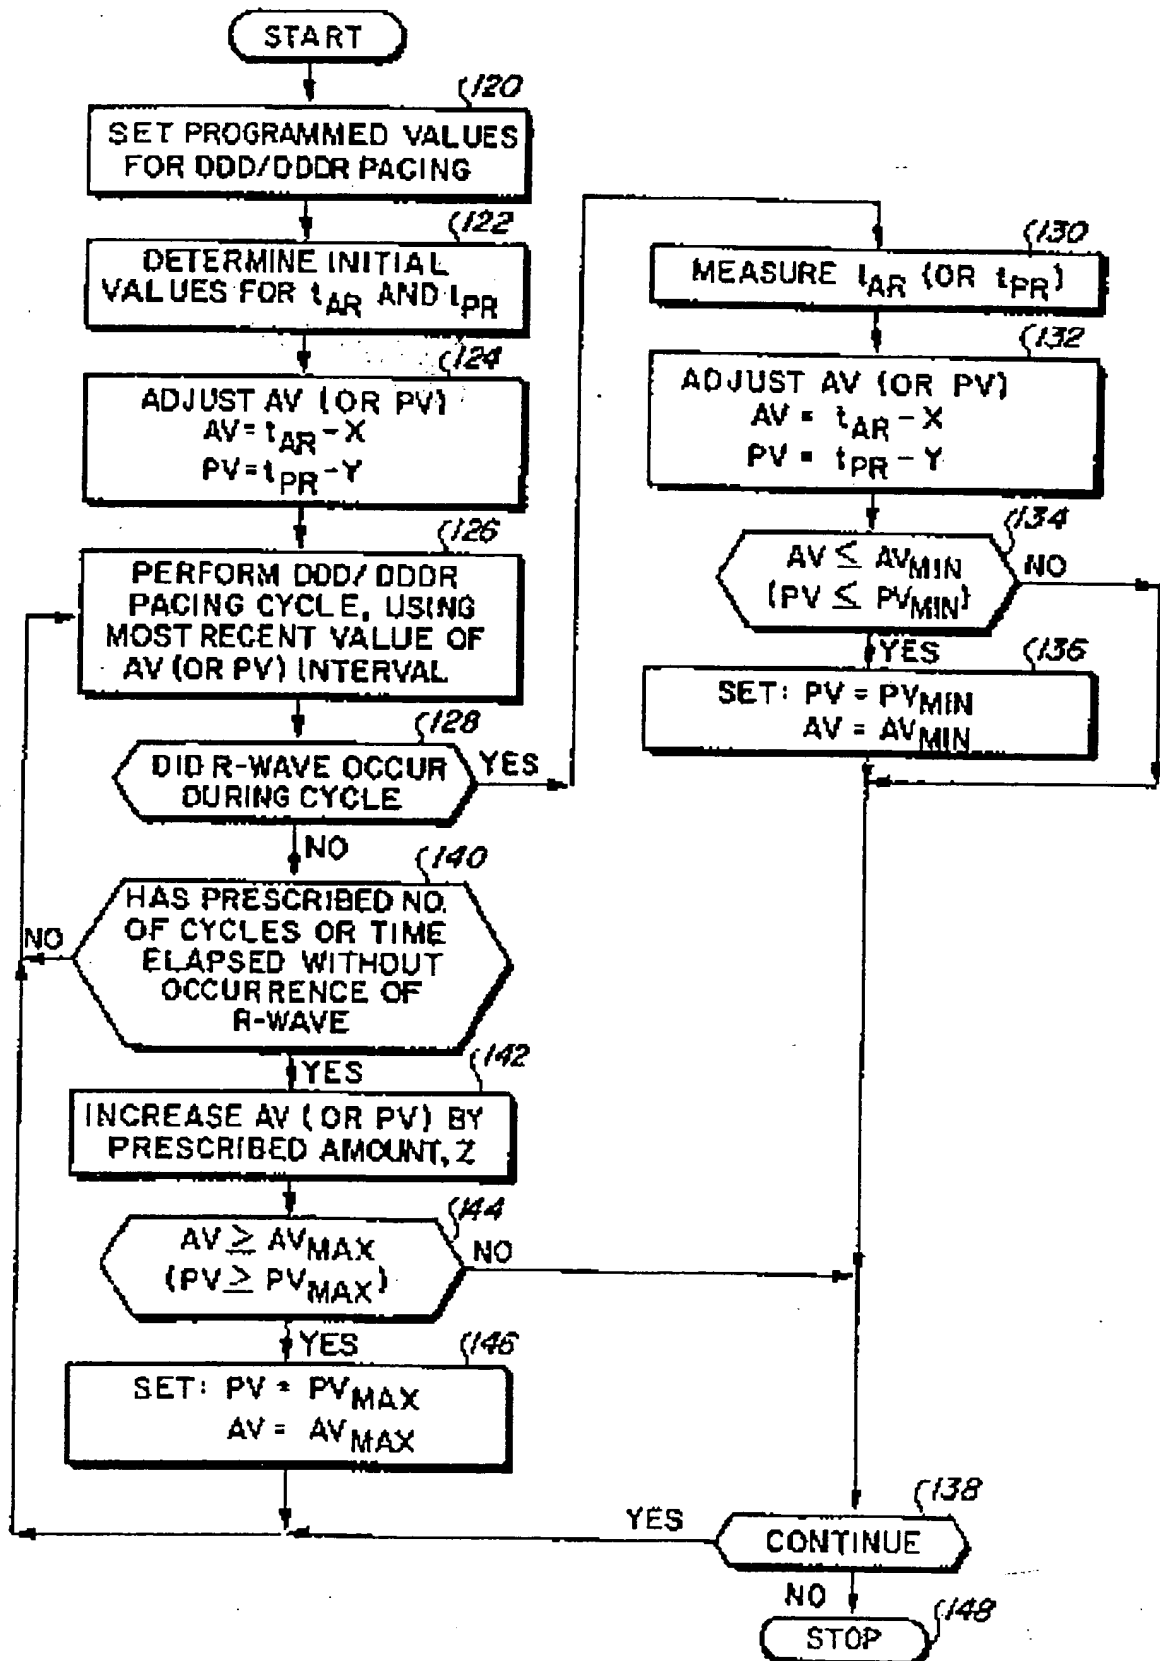 START
120
SET PROGRAMMED VALUES
FOR DDD/DDDR PACING
122
DETERMINE INITIAL
VALUES FOR tAR AND tPR
124
ADJUST AV (OR PV)
AV = tAR - X
PV = tPR - Y
126
PERFORM DDD/DDDR
PACING CYCLE, USING
MOST RECENT VALUE OF
AV (OR PV) INTERVAL
128
DID R-WAVE OCCUR
DURING CYCLE
YES
NO
140
HAS PRESCRIBED NO.
OF CYCLES OR TIME
ELAPSED WITHOUT
OCCURRENCE OF
R-WAVE
NO
YES
142
INCREASE AV (OR PV) BY
PRESCRIBED AMOUNT, Z
144
AV ≥ AVMAX
(PV ≥ PVMAX)
NO
YES
146
SET: PV = PVMAX
AV = AVMAX
130
MEASURE tAR (OR tPR)
132
ADJUST AV (OR PV)
AV = tAR - X
PV = tPR - Y
134
AV ≤ AVMIN
(PV ≤ PVMIN)
NO
YES
136
SET: PV = PVMIN
AV = AVMIN
138
CONTINUE
YES
NO
148
STOP